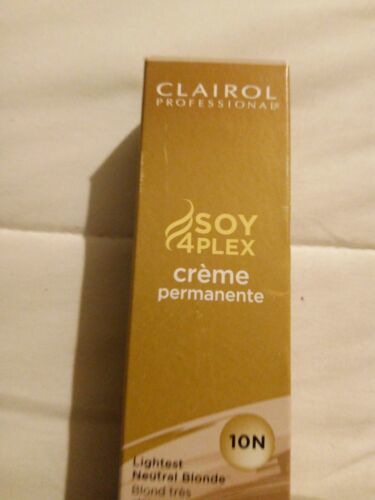 CLAIROL
PROFESSIONAL®
SOY
4PLEX
crème
permanente
10N
Lightest
Neutral Blonde
Blond très